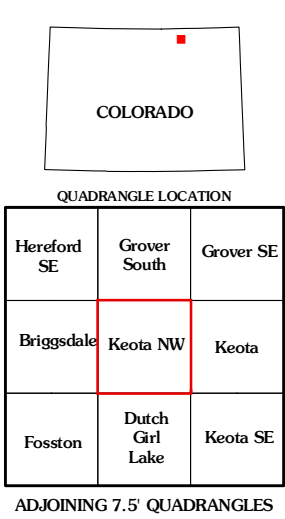 COLORADO
QUADRANGLE LOCATION
Hereford
SE
Grover
South
Grover SE
Briggsdale
Keota NW
Keota
Fosston
Dutch
Girl
Lake
Keota SE
ADJOINING 7.5' QUADRANGLES